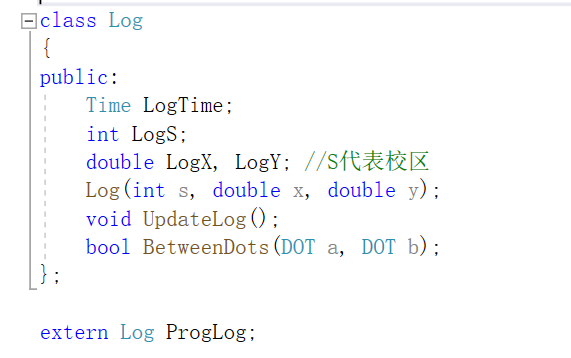 class Log
{
public:
Time LogTime;
int LogS;
double LogX, LogY; //S代表校区
Log(int s, double x, double y);
void UpdateLog();
bool BetweenDots(DOT a, DOT b);
};
extern Log ProgLog;